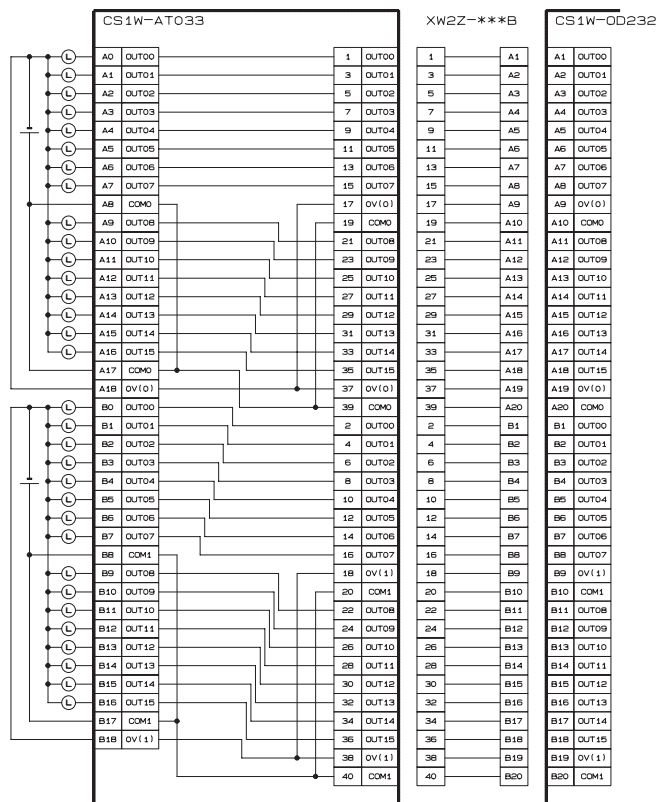 CS1W-AT033 XW2Z-***B CS1W-OD232
L A0 OUT00 1 OUT00 1 A1 A1 OUT00
L A1 OUT01 3 OUT01 3 A2 A2 OUT01
L A2 OUT02 5 OUT02 5 A3 A3 OUT02
L A3 OUT03 7 OUT03 7 A4 A4 OUT03
L A4 OUT04 9 OUT04 9 A5 A5 OUT04
L A5 OUT05 11 OUT05 11 A6 A6 OUT05
L A6 OUT06 13 OUT06 13 A7 A7 OUT06
L A7 OUT07 15 OUT07 15 A8 A8 OUT07
A8 COM0 17 0V(0) 17 A9 A9 0V(0)
L A9 OUT08 19 COM0 19 A10 A10 COM0
L A10 OUT09 21 OUT08 21 A11 A11 OUT08
L A11 OUT10 23 OUT09 23 A12 A12 OUT09
L A12 OUT11 25 OUT10 25 A13 A13 OUT10
L A13 OUT12 27 OUT11 27 A14 A14 OUT11
L A14 OUT13 29 OUT12 29 A15 A15 OUT12
L A15 OUT14 31 OUT13 31 A16 A16 OUT13
L A16 OUT15 33 OUT14 33 A17 A17 OUT14
A17 COM0 35 OUT15 35 A18 A18 OUT15
A18 0V(0) 37 0V(0) 37 A19 A19 0V(0)
L B0 OUT00 39 COM0 39 A20 A20 COM0
L B1 OUT01 2 OUT00 2 B1 B1 OUT00
L B2 OUT02 4 OUT01 4 B2 B2 OUT01
L B3 OUT03 6 OUT02 6 B3 B3 OUT02
L B4 OUT04 8 OUT03 8 B4 B4 OUT03
L B5 OUT05 10 OUT04 10 B5 B5 OUT04
L B6 OUT06 12 OUT05 12 B6 B6 OUT05
L B7 OUT07 14 OUT06 14 B7 B7 OUT06
B8 COM1 16 OUT07 16 B8 B8 OUT07
L B9 OUT08 18 0V(1) 18 B9 B9 0V(1)
L B10 OUT09 20 COM1 20 B10 B10 COM1
L B11 OUT10 22 OUT08 22 B11 B11 OUT08
L B12 OUT11 24 OUT09 24 B12 B12 OUT09
L B13 OUT12 26 OUT10 26 B13 B13 OUT10
L B14 OUT13 28 OUT11 28 B14 B14 OUT11
L B15 OUT14 30 OUT12 30 B15 B15 OUT12
L B16 OUT15 32 OUT13 32 B16 B16 OUT13
B17 COM1 34 OUT14 34 B17 B17 OUT14
B18 0V(1) 36 OUT15 36 B18 B18 OUT15
38 0V(1) 38 B19 B19 0V(1)
40 COM1 40 B20 B20 COM1